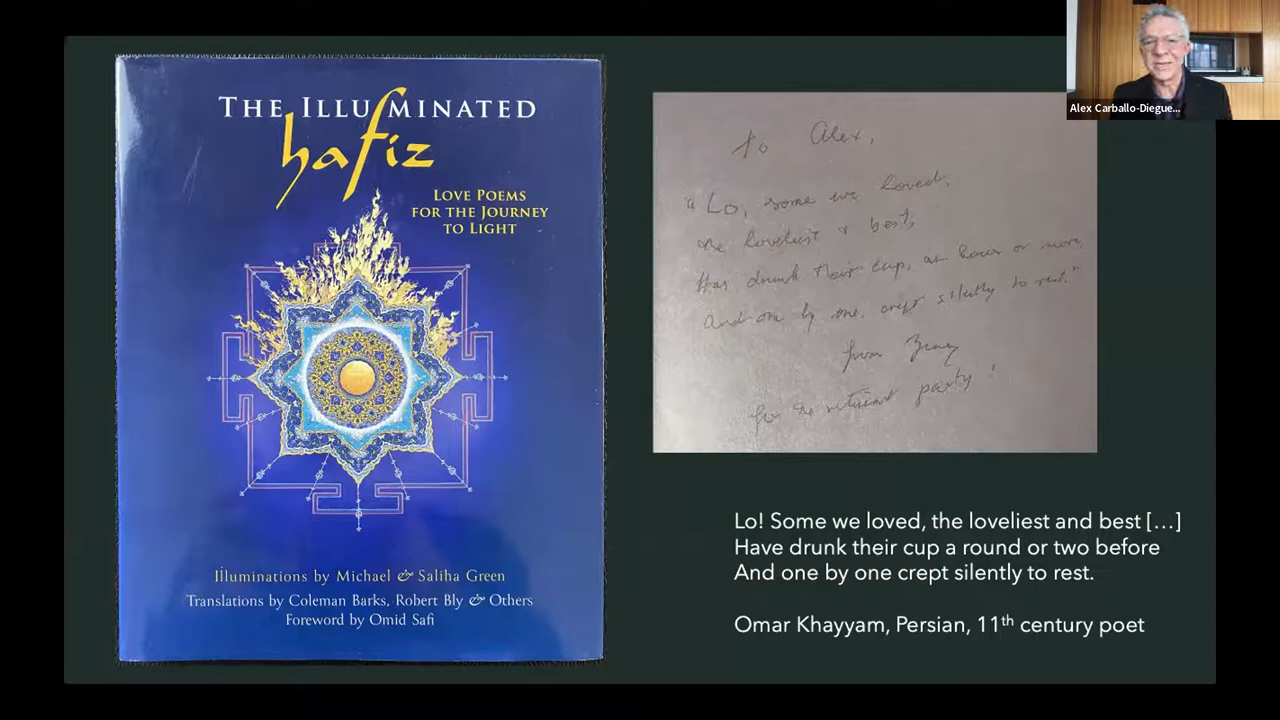 THE ILLUMINATED
hafiz
LOVE POEMS
FOR THE JOURNEY
TO LIGHT
Illuminations by Michael & Saliha Green
Translations by Coleman Barks, Robert Bly & Others
Foreword by Omid Safi
to Alex,
"Lo, some we loved,
the loveliest & best,
Has drunk their cup, or more,
And one by one, crept silently to rest."
from
for the retirement party!
Alex Carballo-Diegue...
Lo! Some we loved, the loveliest and best [...]
Have drunk their cup a round or two before
And one by one crept silently to rest.
Omar Khayyam, Persian, 11th century poet